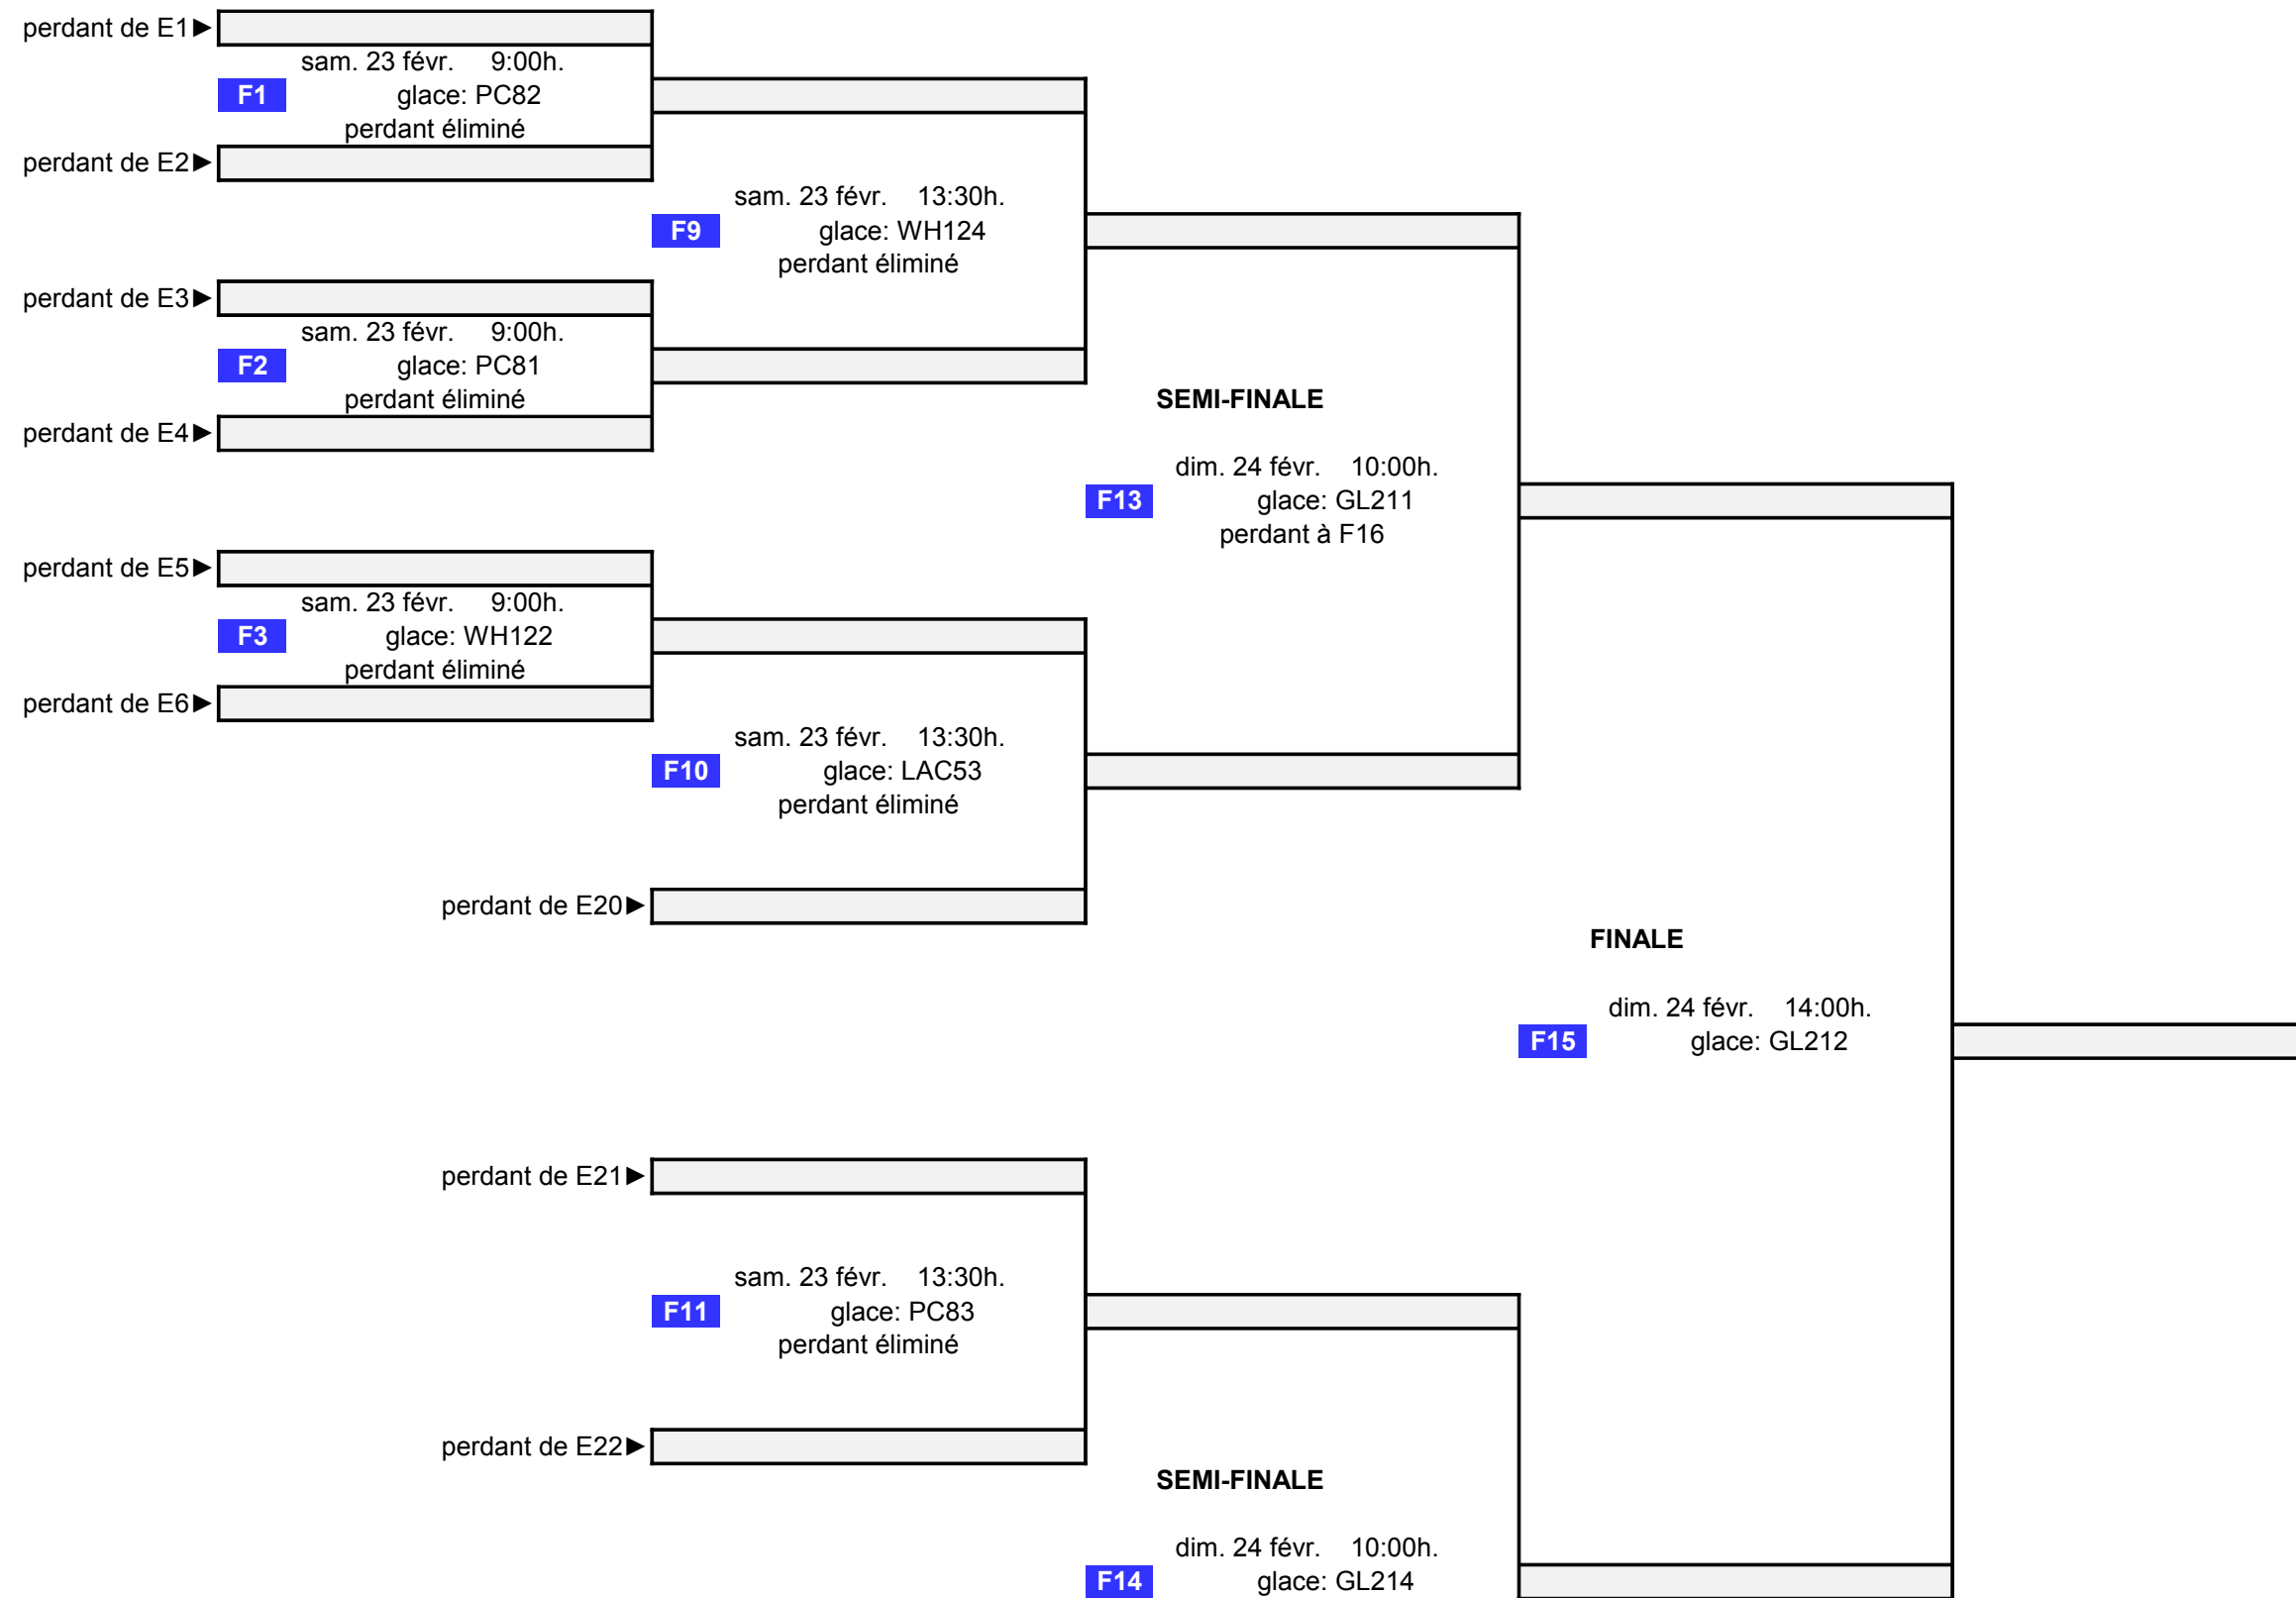 perdant de E1►
sam. 23 févr. 9:00h.
F1 glace: PC82
perdant éliminé
perdant de E2►
sam. 23 févr. 13:30h.
F9 glace: WH124
perdant éliminé
perdant de E3►
sam. 23 févr. 9:00h.
F2 glace: PC81
perdant éliminé
SEMI-FINALE
perdant de E4►
dim. 24 févr. 10:00h.
F13 glace: GL211
perdant à F16
perdant de E5►
sam. 23 févr. 9:00h.
F3 glace: WH122
perdant éliminé
perdant de E6►
sam. 23 févr. 13:30h.
F10 glace: LAC53
perdant éliminé
perdant de E20►
FINALE
dim. 24 févr. 14:00h.
F15 glace: GL212
perdant de E21►
sam. 23 févr. 13:30h.
F11 glace: PC83
perdant éliminé
perdant de E22►
SEMI-FINALE
dim. 24 févr. 10:00h.
F14 glace: GL214